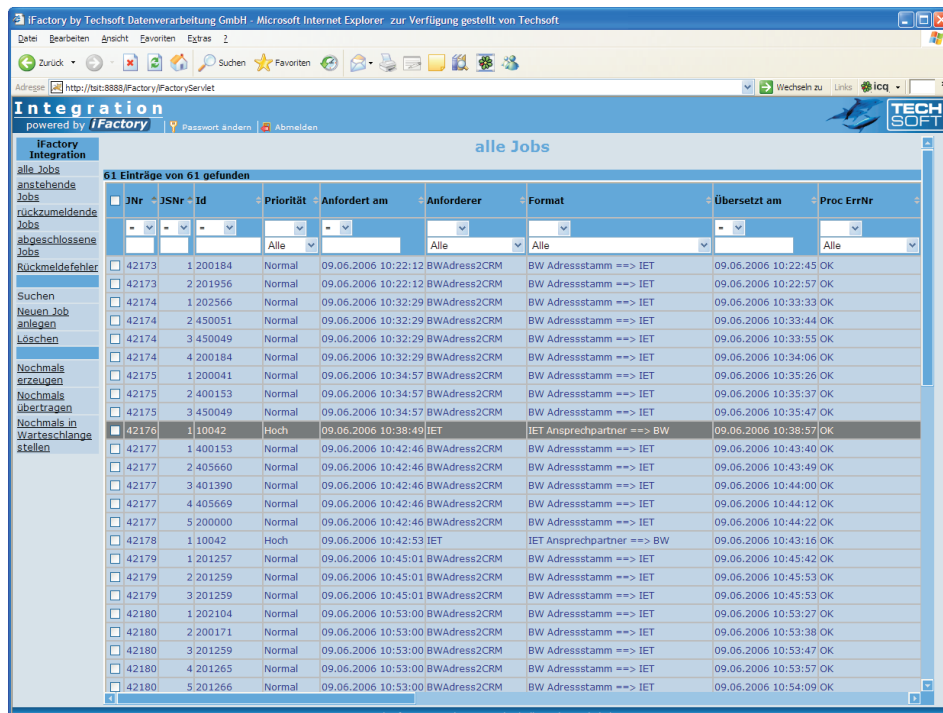 iFactory by Techsoft Datenverarbeitung GmbH - Microsoft Internet Explorer zur Verfügung gestellt von Techsoft
Datei Bearbeiten Ansicht Favoriten Extras ?
Zurück Suchen Favoriten
Adresse http://tsit:8888/iFactory/iFactoryServlet Wechseln zu Links icq
Integration
powered by iFactory Passwort ändern Abmelden
TECH
SOFT
iFactory
Integration
alle Jobs
anstehende
Jobs
rückzumeldende
Jobs
abgeschlossene
Jobs
Rückmeldefehler
Suchen
Neuen Job
anlegen
Löschen
Nochmals
erzeugen
Nochmals
übertragen
Nochmals in
Warteschlange
stellen
alle Jobs
61 Einträge von 61 gefunden
JNr JSNr Id Priorität Anfordert am Anforderer Format Übersetzt am Proc ErrNr
= = = = =
Alle Alle Alle Alle
42173 1 200184 Normal 09.06.2006 10:22:12 BWAdress2CRM BW Adressstamm ==> IET 09.06.2006 10:22:45 OK
42173 2 201956 Normal 09.06.2006 10:22:12 BWAdress2CRM BW Adressstamm ==> IET 09.06.2006 10:22:57 OK
42174 1 202566 Normal 09.06.2006 10:32:29 BWAdress2CRM BW Adressstamm ==> IET 09.06.2006 10:33:33 OK
42174 2 450051 Normal 09.06.2006 10:32:29 BWAdress2CRM BW Adressstamm ==> IET 09.06.2006 10:33:44 OK
42174 3 450049 Normal 09.06.2006 10:32:29 BWAdress2CRM BW Adressstamm ==> IET 09.06.2006 10:33:55 OK
42174 4 200184 Normal 09.06.2006 10:32:29 BWAdress2CRM BW Adressstamm ==> IET 09.06.2006 10:34:06 OK
42175 1 200041 Normal 09.06.2006 10:34:57 BWAdress2CRM BW Adressstamm ==> IET 09.06.2006 10:35:26 OK
42175 2 400153 Normal 09.06.2006 10:34:57 BWAdress2CRM BW Adressstamm ==> IET 09.06.2006 10:35:37 OK
42175 3 450049 Normal 09.06.2006 10:34:57 BWAdress2CRM BW Adressstamm ==> IET 09.06.2006 10:35:47 OK
42176 1 10042 Hoch 09.06.2006 10:38:49 IET IET Ansprechpartner ==> BW 09.06.2006 10:38:57 OK
42177 1 400153 Normal 09.06.2006 10:42:46 BWAdress2CRM BW Adressstamm ==> IET 09.06.2006 10:43:40 OK
42177 2 405660 Normal 09.06.2006 10:42:46 BWAdress2CRM BW Adressstamm ==> IET 09.06.2006 10:43:49 OK
42177 3 401390 Normal 09.06.2006 10:42:46 BWAdress2CRM BW Adressstamm ==> IET 09.06.2006 10:44:00 OK
42177 4 405669 Normal 09.06.2006 10:42:46 BWAdress2CRM BW Adressstamm ==> IET 09.06.2006 10:44:12 OK
42177 5 200000 Normal 09.06.2006 10:42:46 BWAdress2CRM BW Adressstamm ==> IET 09.06.2006 10:44:22 OK
42178 1 10042 Hoch 09.06.2006 10:42:53 IET IET Ansprechpartner ==> BW 09.06.2006 10:43:16 OK
42179 1 201257 Normal 09.06.2006 10:45:01 BWAdress2CRM BW Adressstamm ==> IET 09.06.2006 10:45:42 OK
42179 2 201259 Normal 09.06.2006 10:45:01 BWAdress2CRM BW Adressstamm ==> IET 09.06.2006 10:45:53 OK
42179 3 201259 Normal 09.06.2006 10:45:01 BWAdress2CRM BW Adressstamm ==> IET 09.06.2006 10:45:53 OK
42180 1 202104 Normal 09.06.2006 10:53:00 BWAdress2CRM BW Adressstamm ==> IET 09.06.2006 10:53:27 OK
42180 2 200171 Normal 09.06.2006 10:53:00 BWAdress2CRM BW Adressstamm ==> IET 09.06.2006 10:53:38 OK
42180 3 201259 Normal 09.06.2006 10:53:00 BWAdress2CRM BW Adressstamm ==> IET 09.06.2006 10:53:47 OK
42180 4 201265 Normal 09.06.2006 10:53:00 BWAdress2CRM BW Adressstamm ==> IET 09.06.2006 10:53:57 OK
42180 5 201266 Normal 09.06.2006 10:53:00 BWAdress2CRM BW Adressstamm ==> IET 09.06.2006 10:54:09 OK